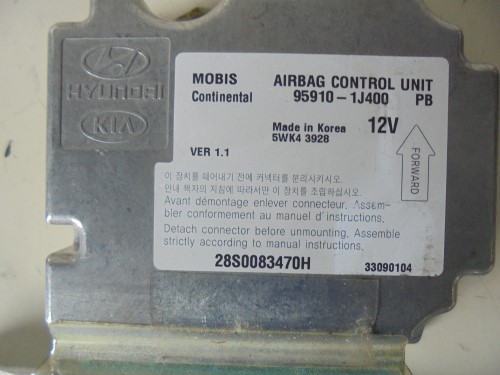 HYUNDAI
KIA
MOBIS AIRBAG CONTROL UNIT
Continental 95910-1J400 PB
Made in Korea 12V
5WK4 3928
VER 1.1
FORWARD
이 장치를 떼어내기 전에 커넥터를 분리시키시오.
안내 책자의 지침에 따라서만 이 장치를 조립하십시오.
Avant démontage enlever connecteur. Assem-
bler conformement au manuel d'instructions.
Detach connector before unmounting. Assemble
strictly according to manual instructions.
28S0083470H 33090104